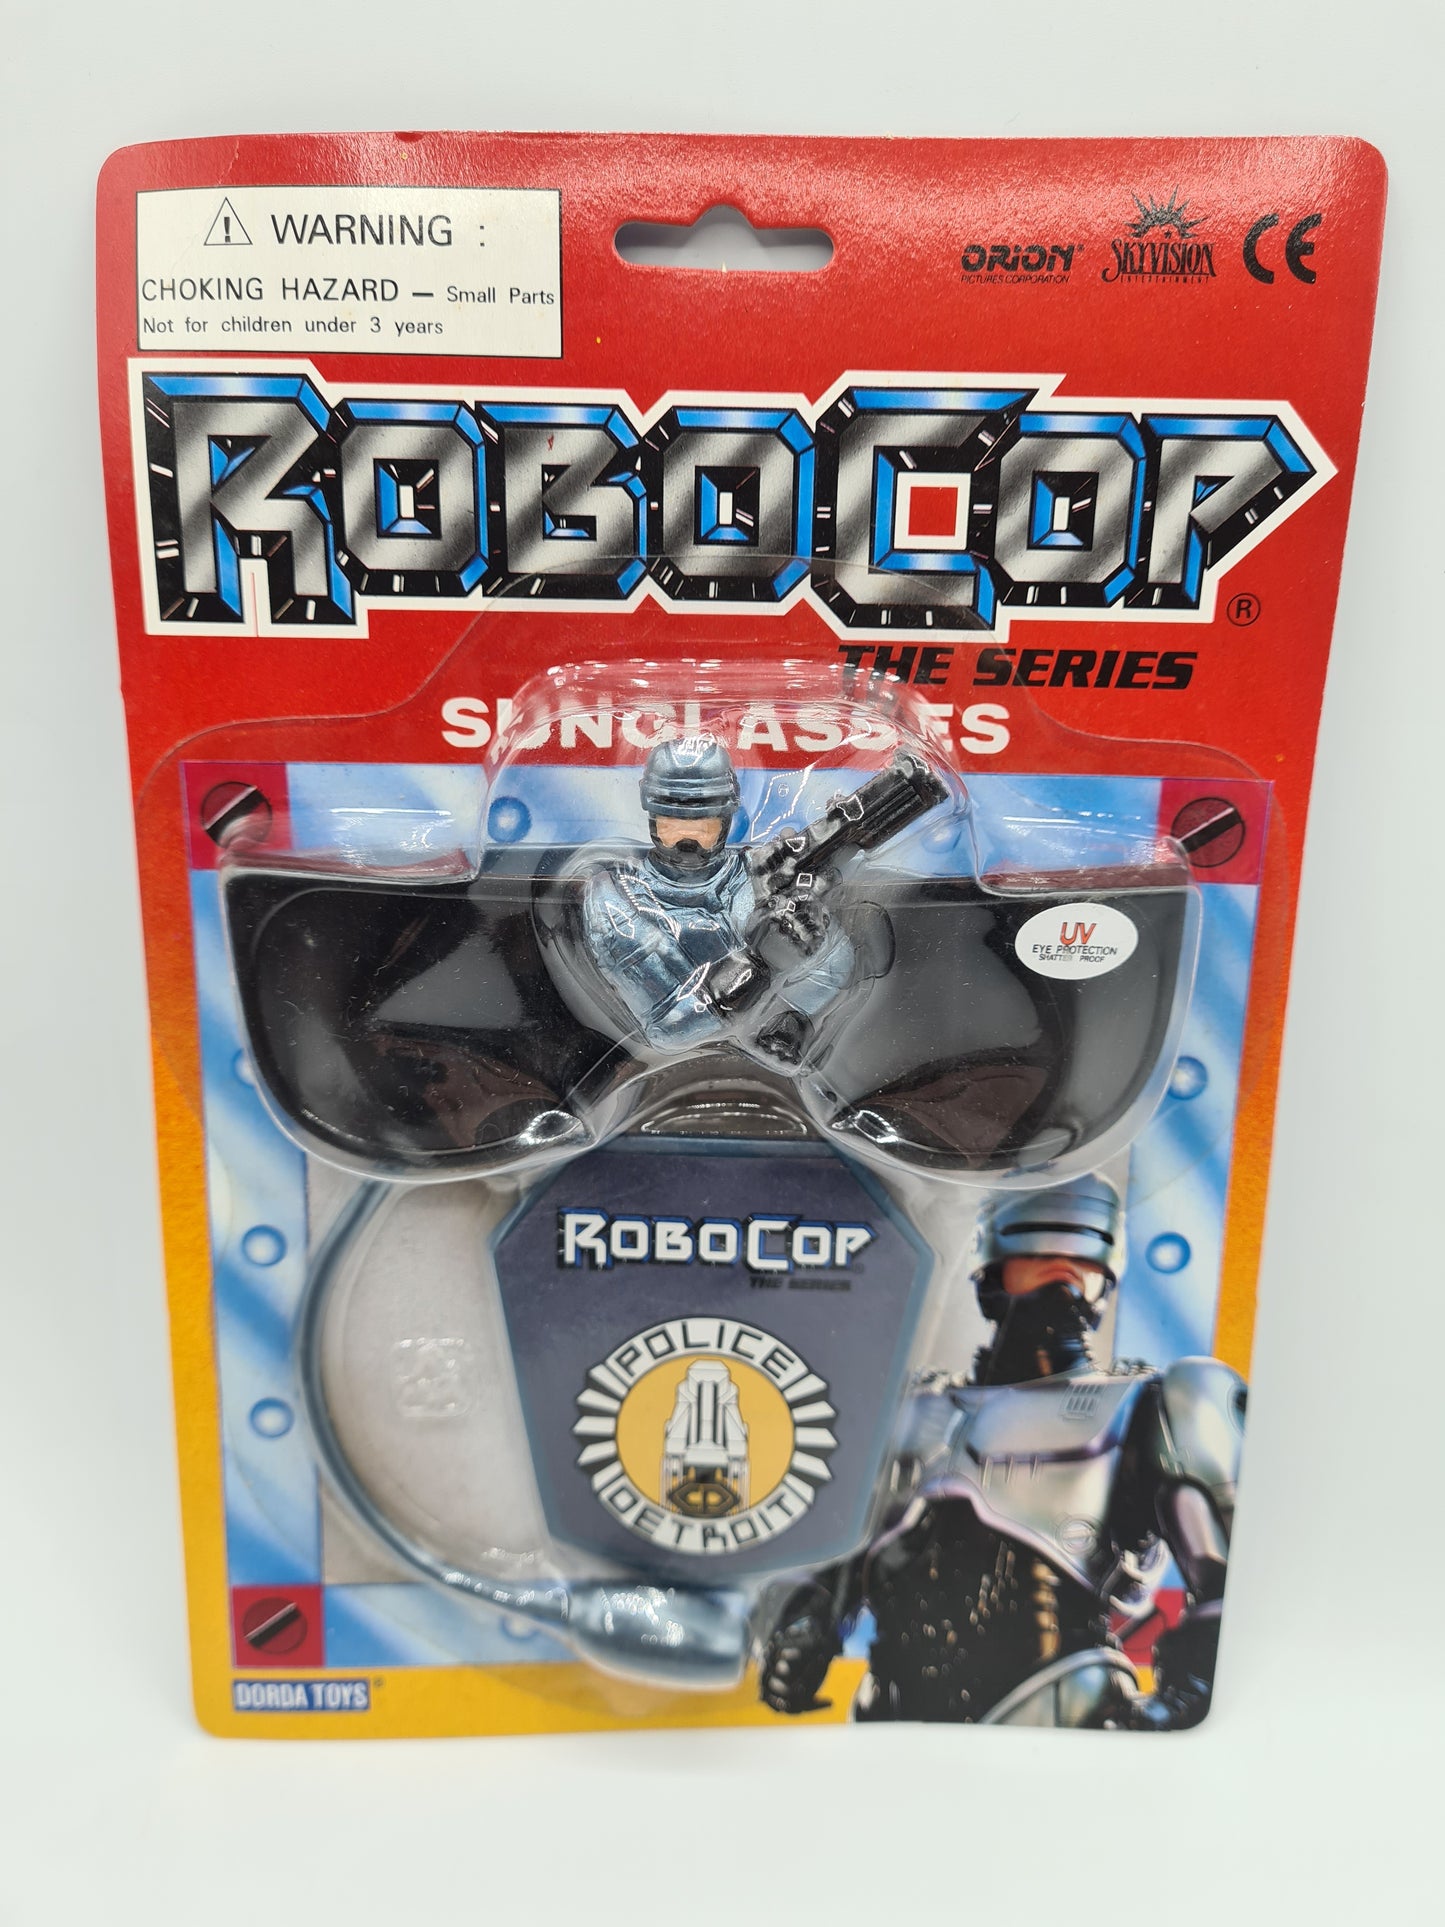 WARNING :
CHOKING HAZARD — Small Parts
Not for children under 3 years
ORION®
PICTURES CORPORATION
SKYVISION
ENTERTAINMENT
CE
ROBOCOP®
THE SERIES
SUNGLASSES
UV
EYE PROTECTION
SHATTER PROOF
ROBOCOP
THE SERIES
POLICE
DETROIT
DORDA TOYS